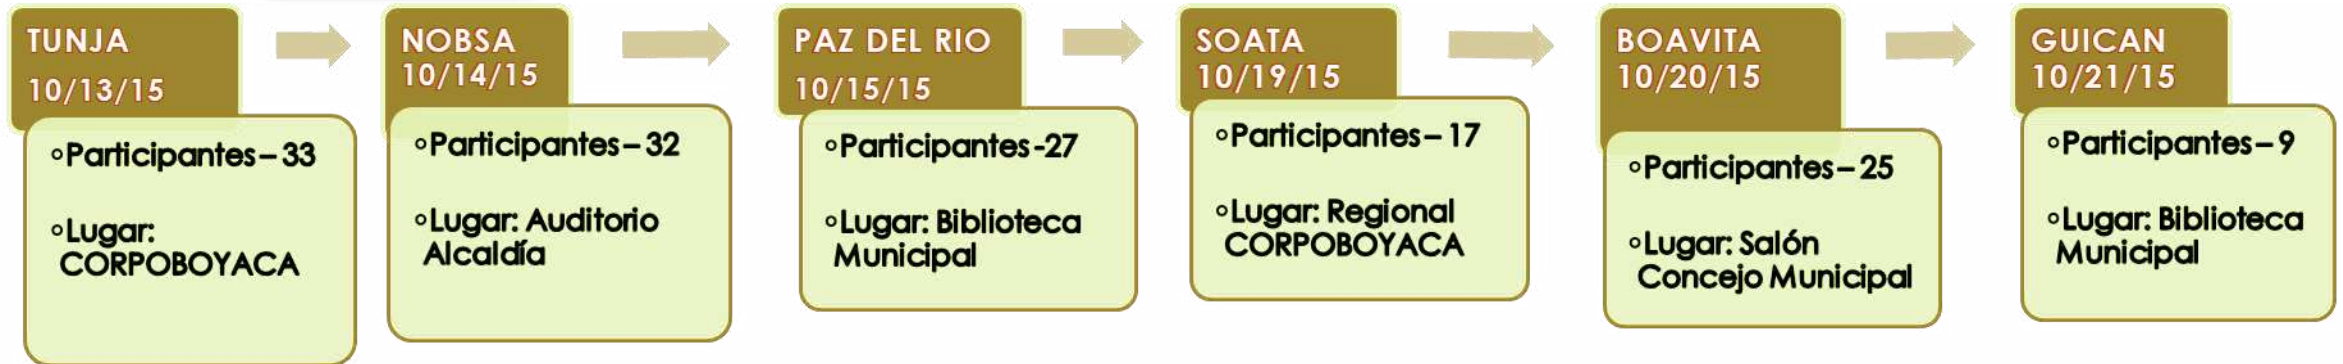 TUNJA
10/13/15
◦Participantes – 33
◦Lugar:
CORPOBOYACA
NOBSA
10/14/15
◦Participantes – 32
◦Lugar: Auditorio
Alcaldía
PAZ DEL RIO
10/15/15
◦Participantes -27
◦Lugar: Biblioteca
Municipal
SOATA
10/19/15
◦Participantes – 17
◦Lugar: Regional
CORPOBOYACA
BOAVITA
10/20/15
◦Participantes – 25
◦Lugar: Salón
Concejo Municipal
GUICAN
10/21/15
◦Participantes – 9
◦Lugar: Biblioteca
Municipal